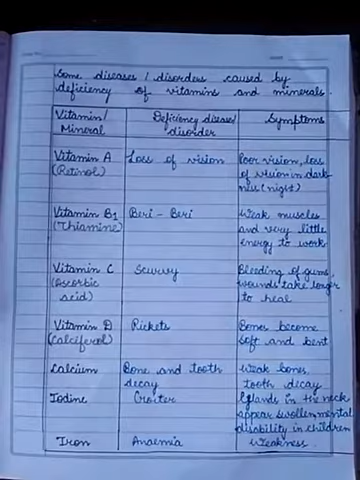 Some diseases / disorders caused by
deficiency of vitamins and minerals.
Vitamin/ Mineral
Deficiency disease/ disorder
Symptoms
Vitamin A (Retinol)
Loss of vision
Poor vision, loss
of vision in dark-
ness (night)
Vitamin B1 (Thiamine)
Beri - Beri
Weak muscles
and very little
energy to work
Vitamin C (Ascorbic acid)
Scurvy
Bleeding of gums,
wounds take longer
to heal
Vitamin D (Calciferol)
Rickets
Bones become
soft and bent
Calcium
Bone and tooth
decay
Weak bones,
tooth decay
Iodine
Goiter
Glands in the neck
appear swollen mental
disability in children
Iron
Anaemia
Weakness.